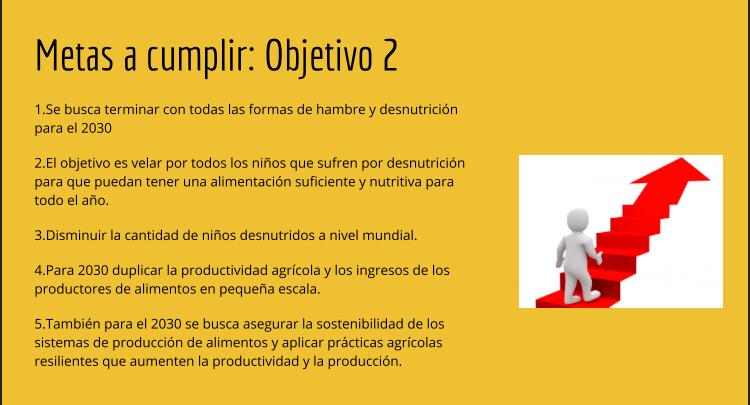 Metas a cumplir: Objetivo 2
1.Se busca terminar con todas las formas de hambre y desnutrición
para el 2030
2.El objetivo es velar por todos los niños que sufren por desnutrición
para que puedan tener una alimentación suficiente y nutritiva para
todo el año.
3.Disminuir la cantidad de niños desnutridos a nivel mundial.
4.Para 2030 duplicar la productividad agrícola y los ingresos de los
productores de alimentos en pequeña escala.
5.También para el 2030 se busca asegurar la sostenibilidad de los
sistemas de producción de alimentos y aplicar prácticas agrícolas
resilientes que aumenten la productividad y la producción.